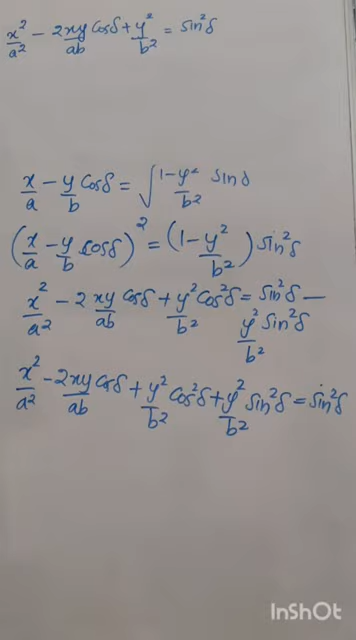 x²/a² - 2xy/ab cosδ + y²/b² = sin²δ
x/a - y/b cosδ = √1-y²/b² sinδ
(x/a - y/b cosδ)² = (1-y²/b²) sin²δ
x²/a² - 2xy/ab cosδ + y²/b² cos²δ = sin²δ —
y²/b² sin²δ
x²/a² - 2xy/ab cosδ + y²/b² cos²δ + y²/b² sin²δ = sin²δ
InShOt